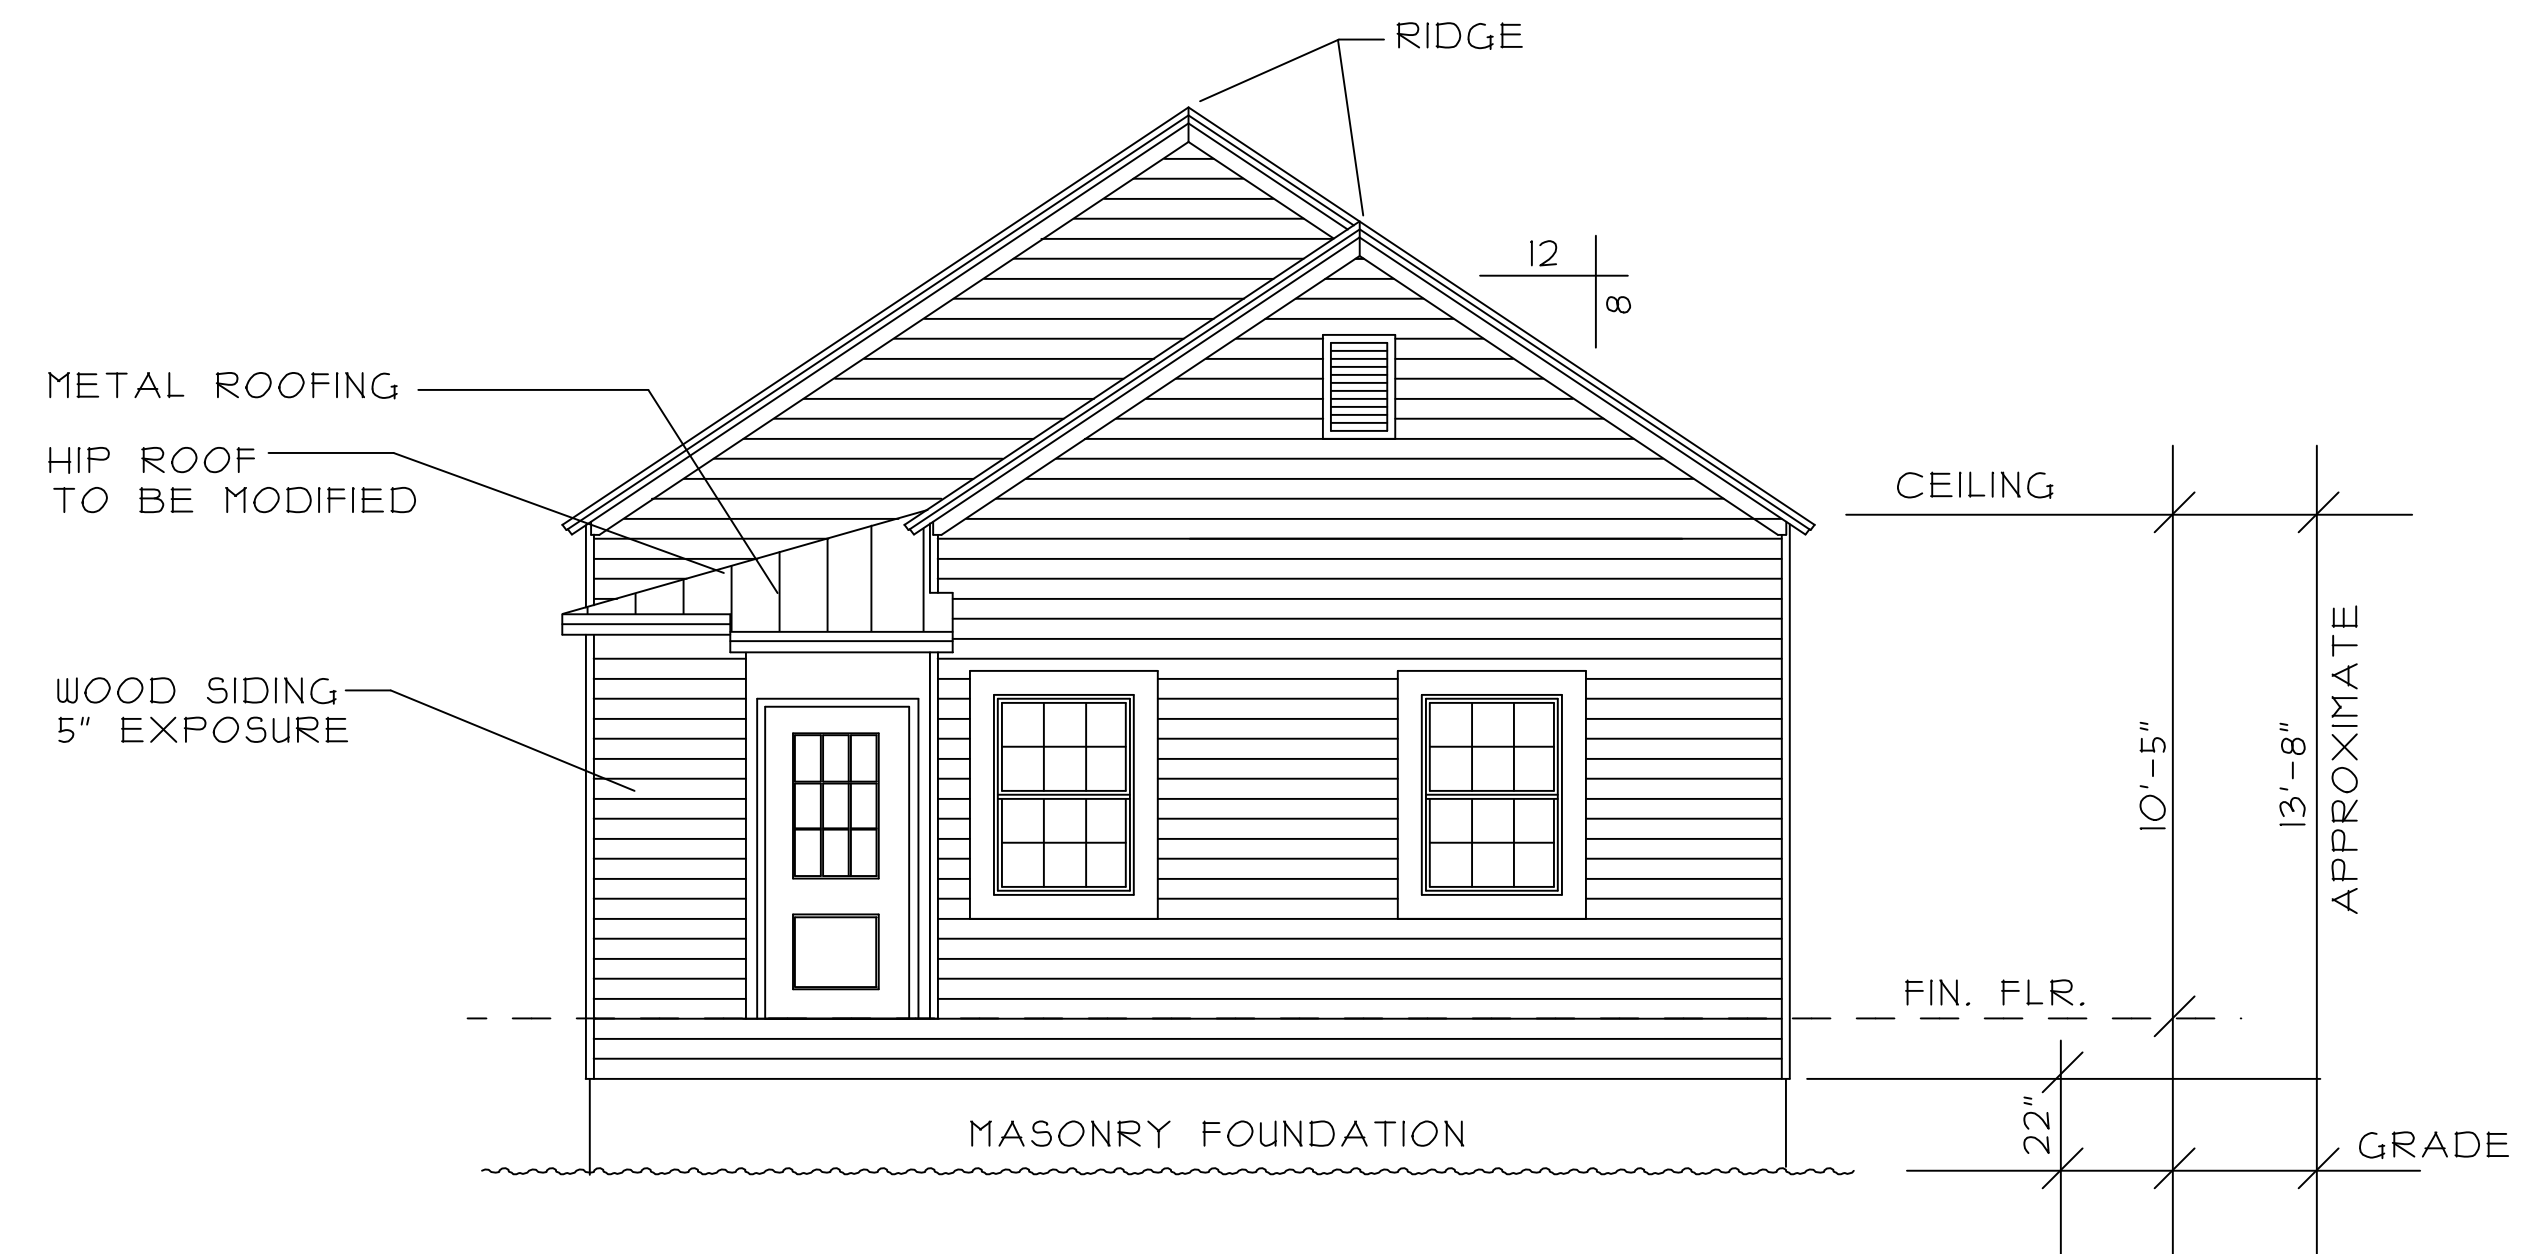 RIDGE
12
8
METAL ROOFING
HIP ROOF
TO BE MODIFIED
CEILING
WOOD SIDING
5" EXPOSURE
10'-5"
13'-8"
APPROXIMATE
FIN. FLR.
22"
MASONRY FOUNDATION
GRADE